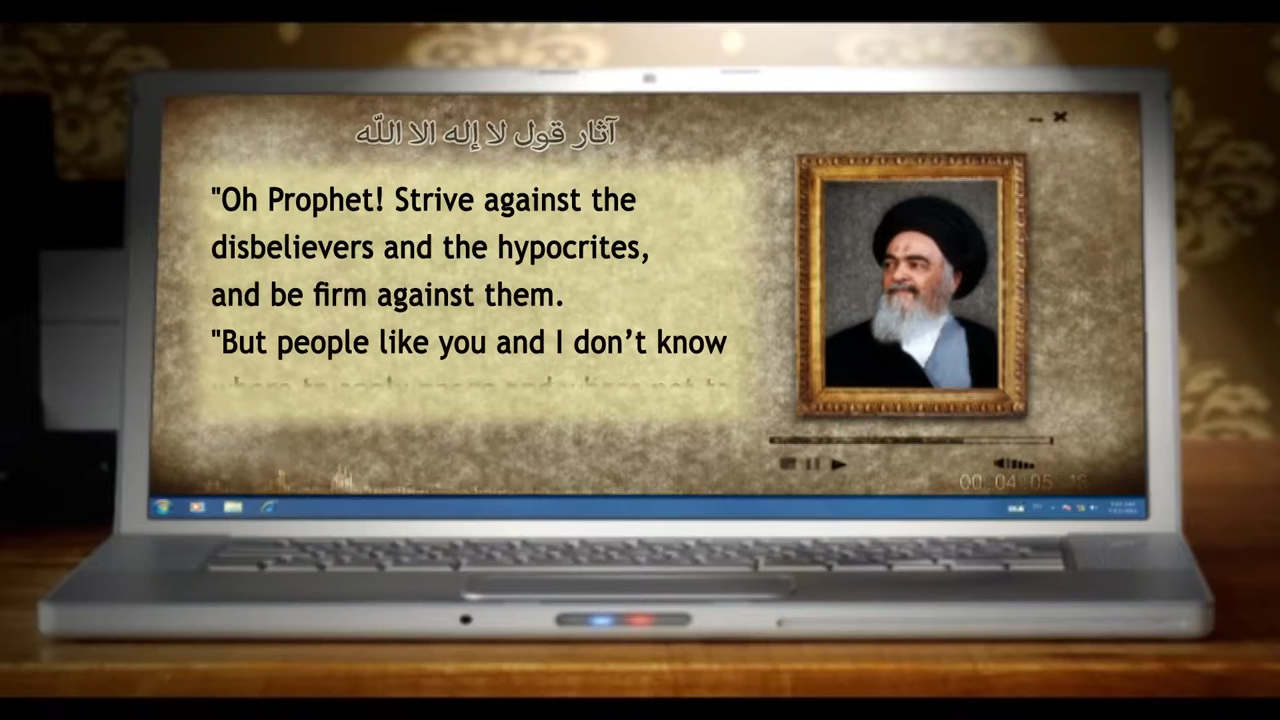 آثار قول لا إله الا الله
"Oh Prophet! Strive against the
disbelievers and the hypocrites,
and be firm against them.
"But people like you and I don’t know
00 04 05